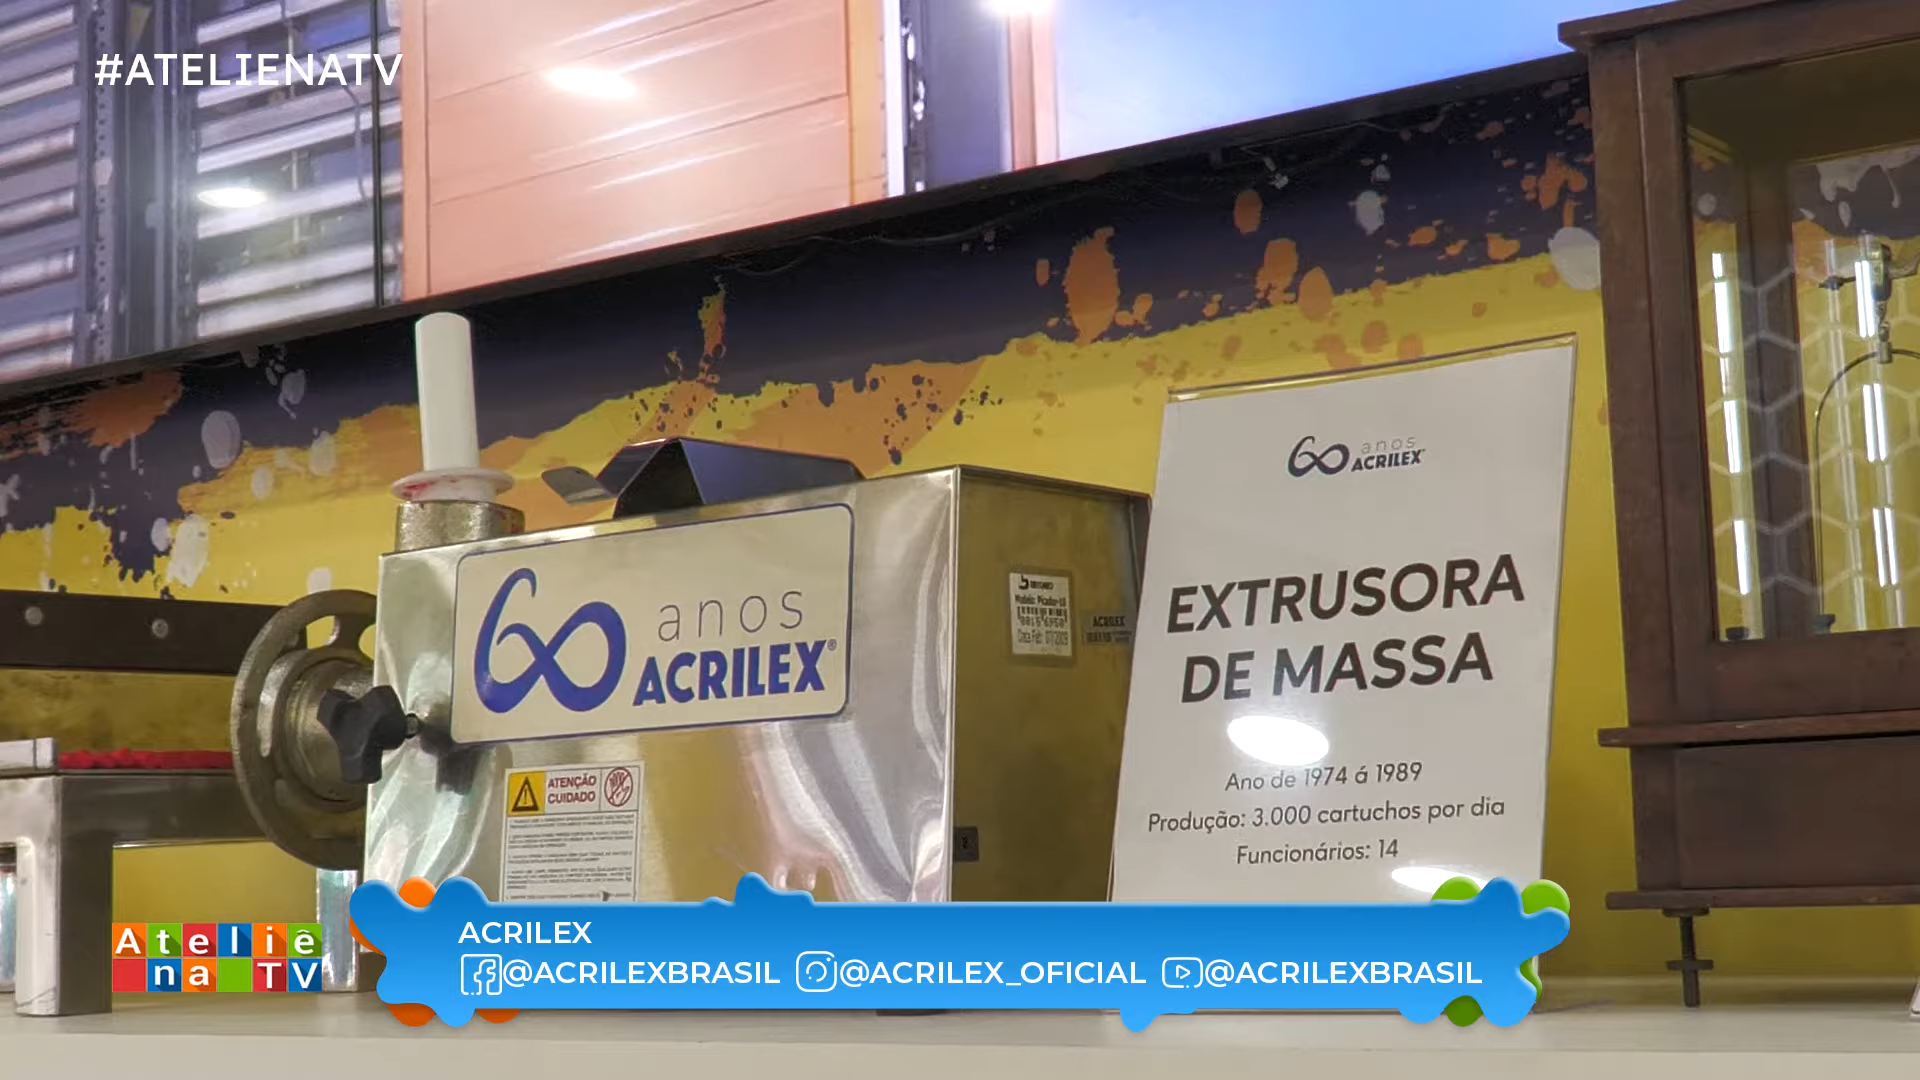 #ATELIENATV
60 anos
ACRILEX
EXTRUSORA
DE MASSA
Ano de 1974 á 1989
Produção: 3.000 cartuchos por dia
Funcionários: 14
60 anos
ACRILEX®
ACRILEX
ATENÇÃO
CUIDADO
Ateliê
na TV
ACRILEX
@ACRILEXBRASIL @ACRILEX_OFICIAL @ACRILEXBRASIL